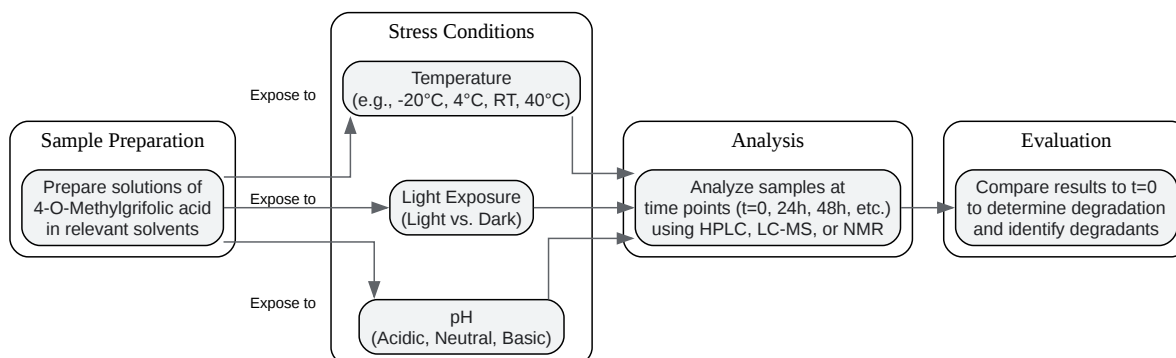 Sample Preparation
Prepare solutions of
4-O-Methylgrifolic acid
in relevant solvents
Expose to
Expose to
Expose to
Stress Conditions
Temperature
(e.g., -20°C, 4°C, RT, 40°C)
Light Exposure
(Light vs. Dark)
pH
(Acidic, Neutral, Basic)
Analysis
Analyze samples at
time points (t=0, 24h, 48h, etc.)
using HPLC, LC-MS, or NMR
Evaluation
Compare results to t=0
to determine degradation
and identify degradants